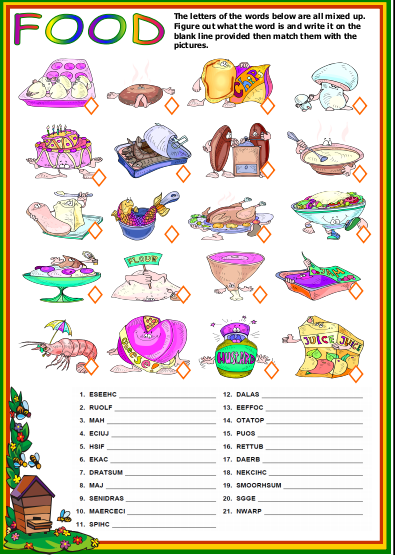 FOOD
The letters of the words below are all mixed up.
Figure out what the word is and write it on the
blank line provided then match them with the
pictures.
FLOUR
MUSTARD
JUICE JUICE
1. ESEEHC
2. RUOLF
3. MAH
4. ECIUJ
5. HSIF
6. EKAC
7. DRATSUM
8. MAJ
9. SENIDRAS
10. MAERCECI
11. SPIHC
12. DALAS
13. EEFFOC
14. OTATOP
15. PUOS
16. RETTUB
17. DAERB
18. NEKCIHC
19. SMOORHSUM
20. SGGE
21. NWARP